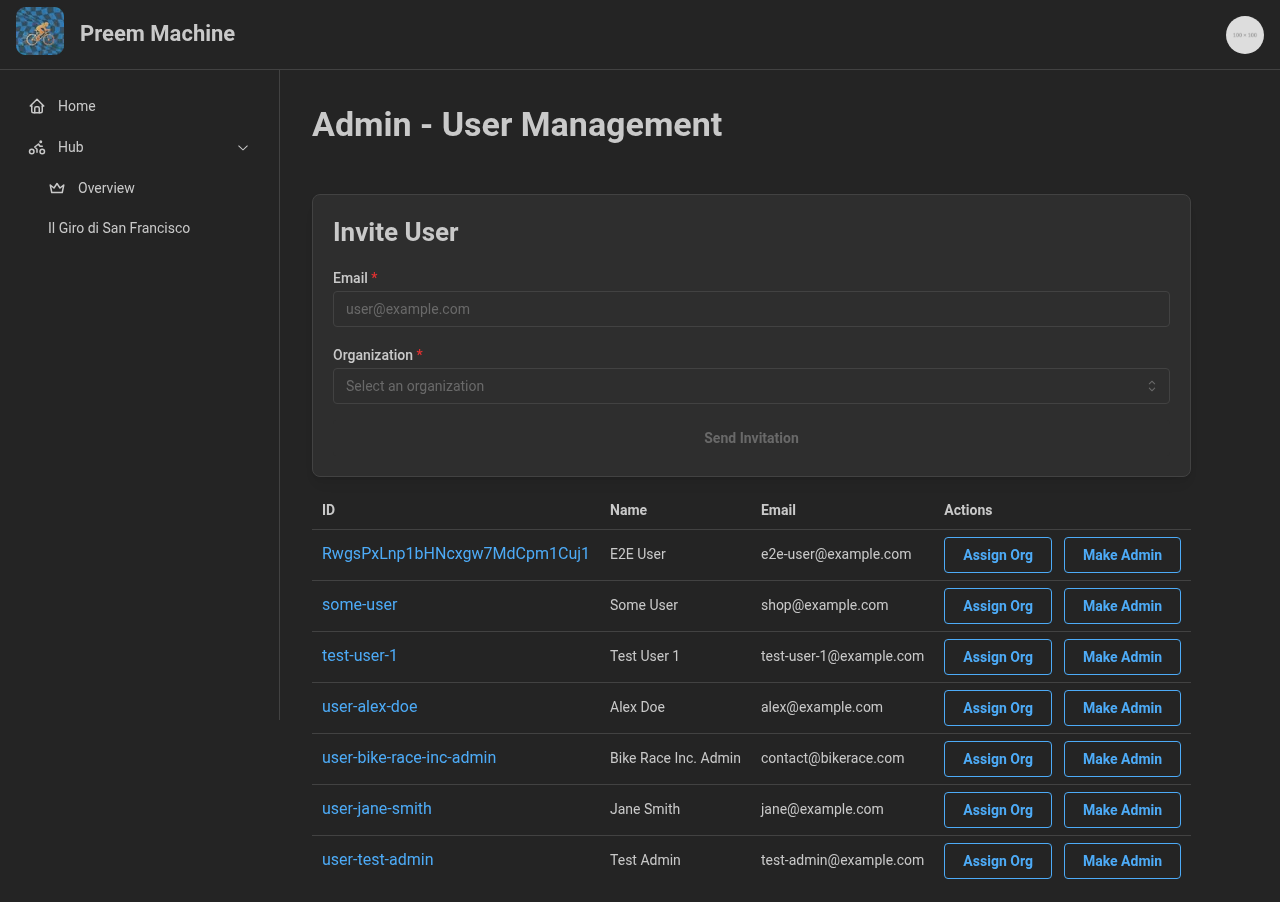 Preem Machine
100 × 100
Home
Hub
Overview
Il Giro di San Francisco
Admin - User Management
Invite User
Email *
user@example.com
Organization *
Select an organization
Send Invitation
ID Name Email Actions
RwgsPxLnp1bHNcxgw7MdCpm1Cuj1 E2E User e2e-user@example.com Assign Org Make Admin
some-user Some User shop@example.com Assign Org Make Admin
test-user-1 Test User 1 test-user-1@example.com Assign Org Make Admin
user-alex-doe Alex Doe alex@example.com Assign Org Make Admin
user-bike-race-inc-admin Bike Race Inc. Admin contact@bikerace.com Assign Org Make Admin
user-jane-smith Jane Smith jane@example.com Assign Org Make Admin
user-test-admin Test Admin test-admin@example.com Assign Org Make Admin